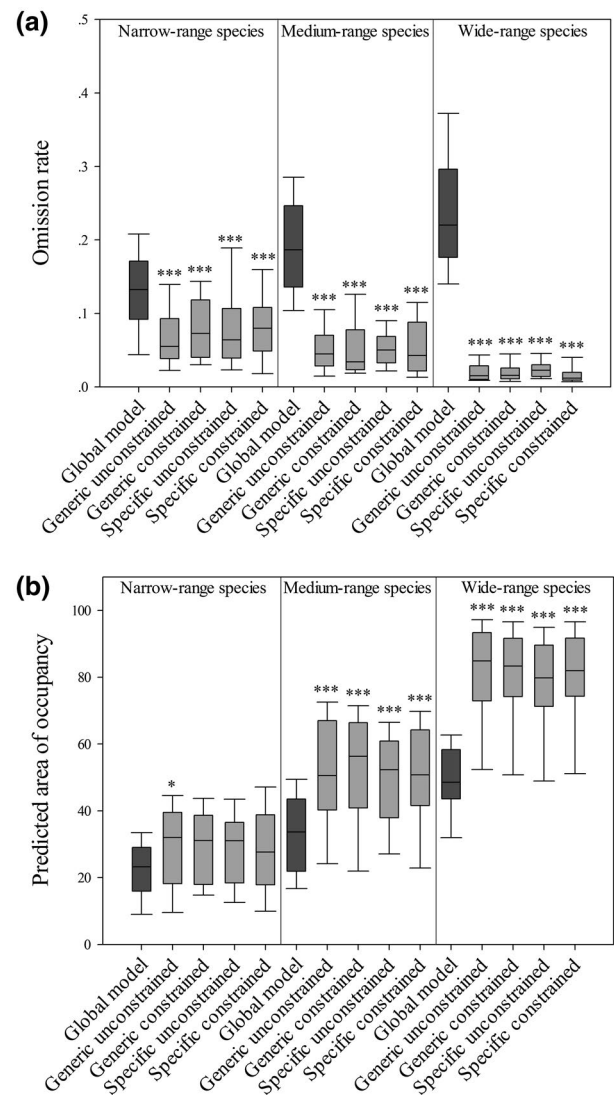 (a)
Narrow-range species Medium-range species Wide-range species
Omission rate
.5
.4
.3
.2
.1
.0
*** *** *** *** *** *** *** *** *** *** *** ***
Global model
Generic unconstrained
Generic constrained
Specific unconstrained
Specific constrained
Global model
Generic unconstrained
Generic constrained
Specific unconstrained
Specific constrained
Global model
Generic unconstrained
Generic constrained
Specific unconstrained
Specific constrained
(b)
Narrow-range species Medium-range species Wide-range species
Predicted area of occupancy
100
80
60
40
20
0
* *** *** *** *** *** *** *** ***
Global model
Generic unconstrained
Generic constrained
Specific unconstrained
Specific constrained
Global model
Generic unconstrained
Generic constrained
Specific unconstrained
Specific constrained
Global model
Generic unconstrained
Generic constrained
Specific unconstrained
Specific constrained